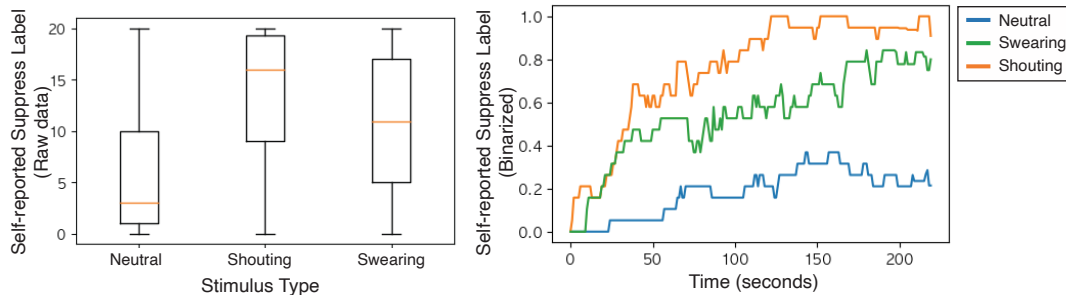 Self-reported Suppress Label
(Raw data)
20
15
10
5
0
Neutral
Shouting
Swearing
Stimulus Type
Self-reported Suppress Label
(Binarized)
1.0
0.8
0.6
0.4
0.2
0.0
0
50
100
150
200
Time (seconds)
Neutral
Swearing
Shouting